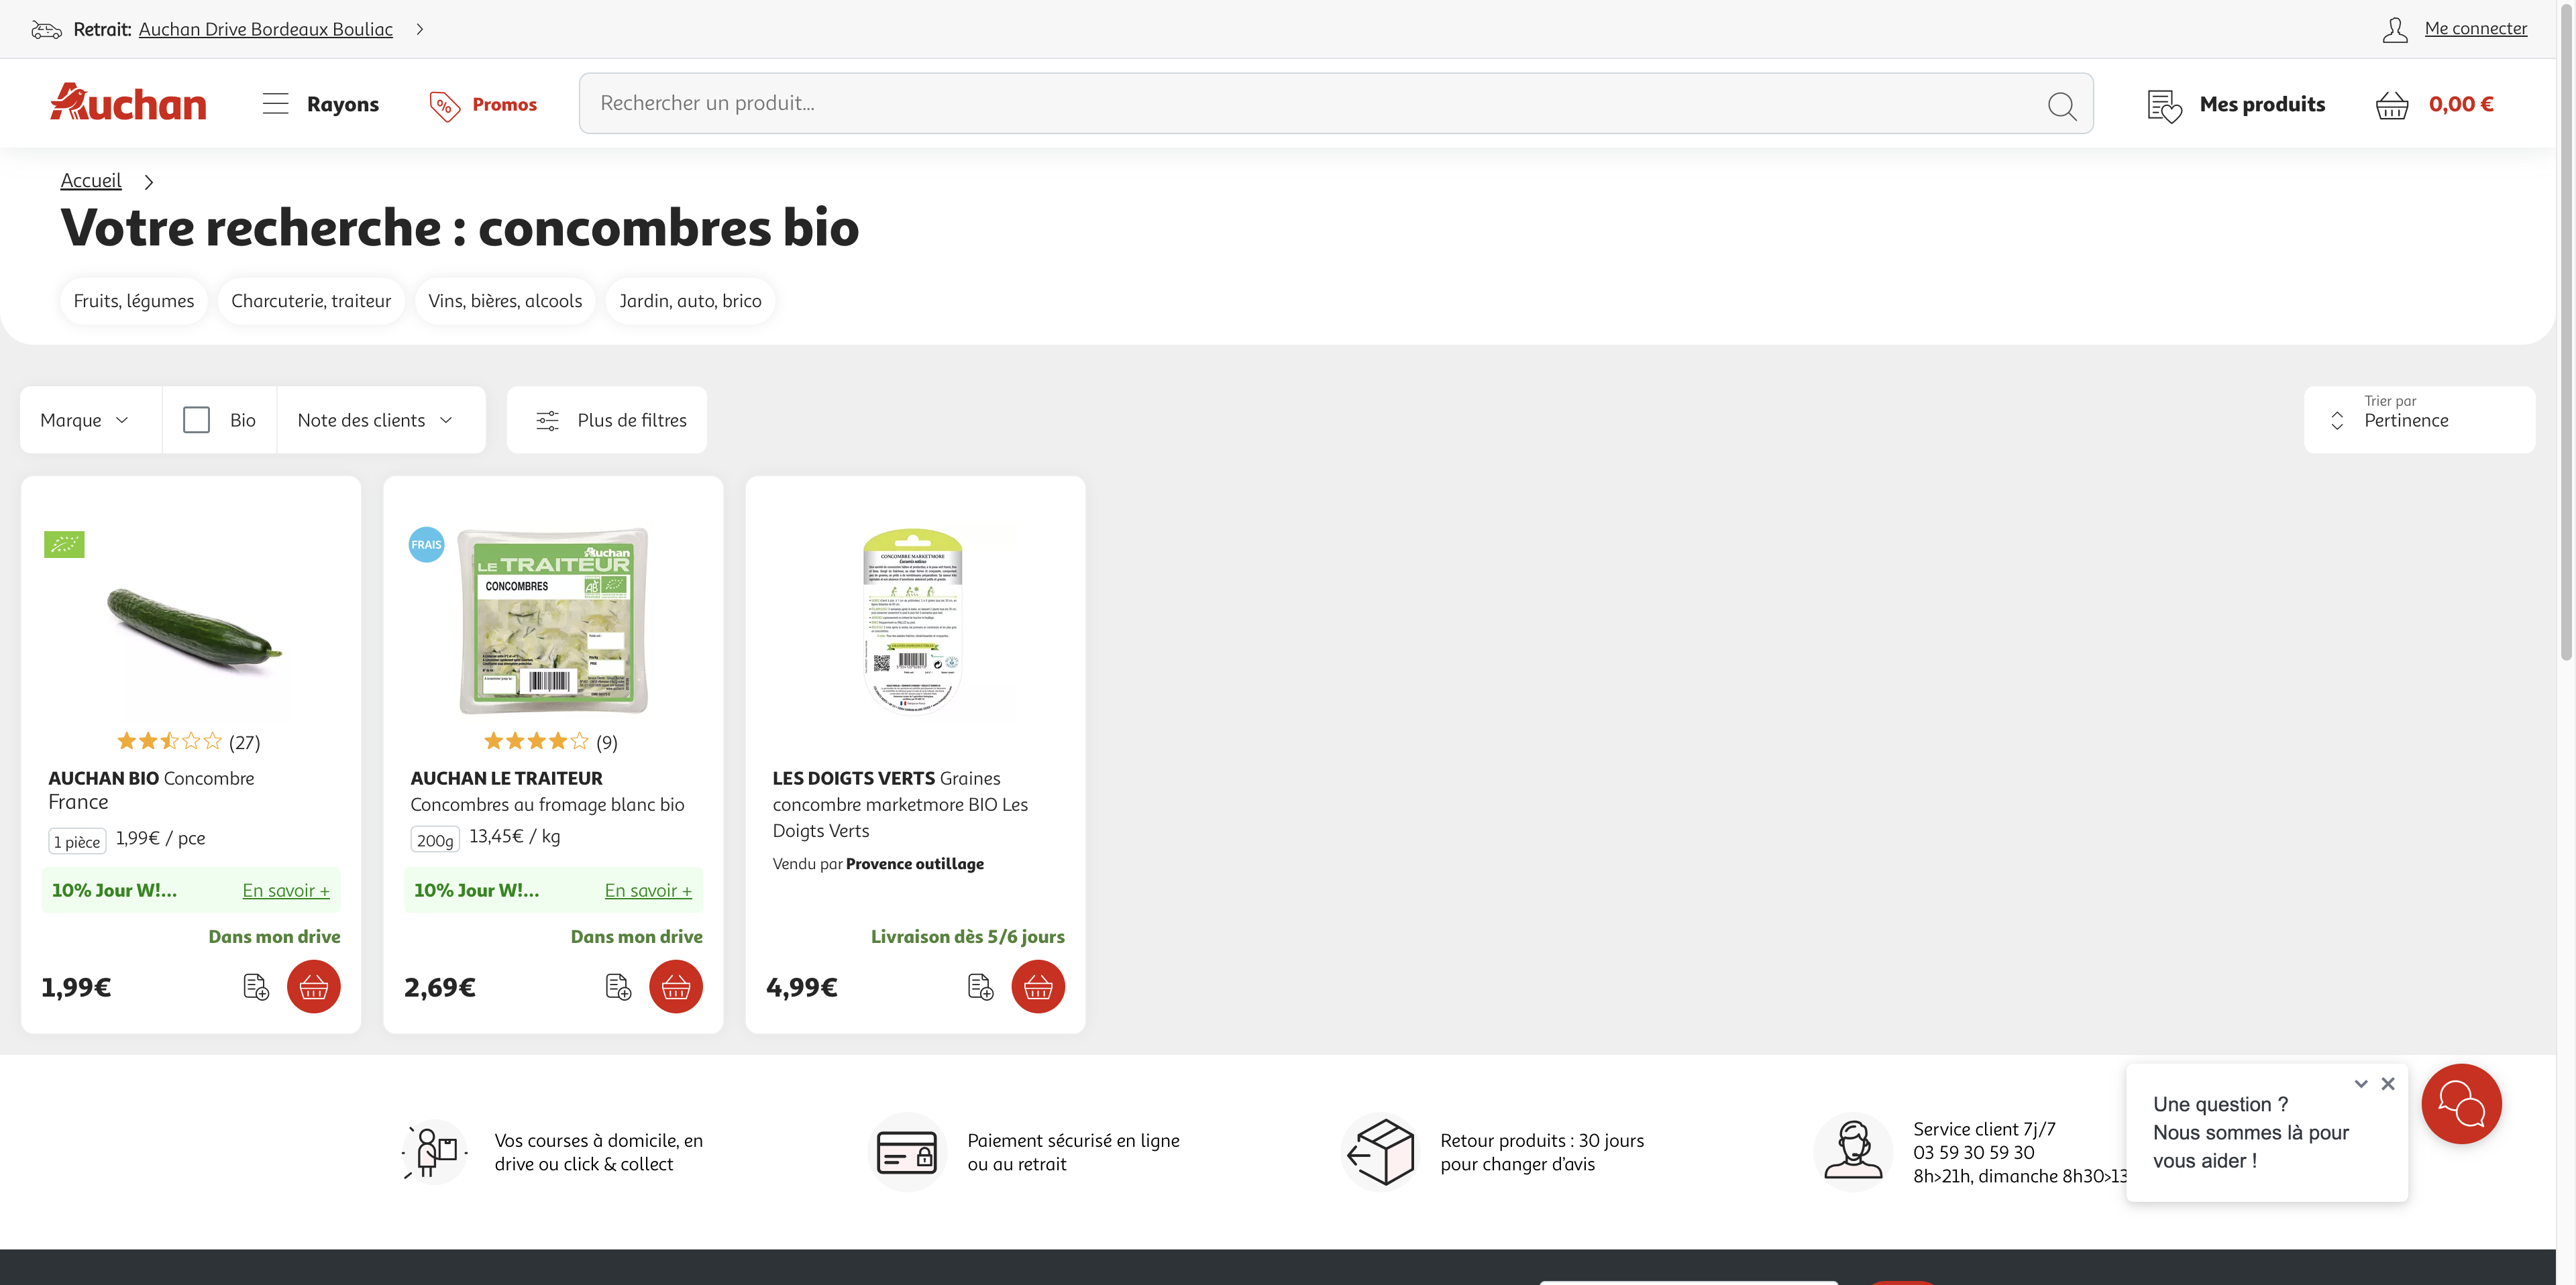 Retrait: Auchan Drive Bordeaux Bouliac
Me connecter
Auchan
Rayons
Promos
Rechercher un produit...
Mes produits
0,00 €
Accueil
Votre recherche : concombres bio
Fruits, légumes
Charcuterie, traiteur
Vins, bières, alcools
Jardin, auto, brico
Marque
Bio
Note des clients
Plus de filtres
Trier par
Pertinence
FRAIS
Auchan
LE TRAITEUR
CONCOMBRES
AB
CONCOMBRE MARKETMORE
(27)
AUCHAN BIO Concombre
France
1 pièce 1,99€ / pce
10% Jour W!... En savoir +
Dans mon drive
1,99€
(9)
AUCHAN LE TRAITEUR
Concombres au fromage blanc bio
200g 13,45€ / kg
10% Jour W!... En savoir +
Dans mon drive
2,69€
LES DOIGTS VERTS Graines
concombre marketmore BIO Les
Doigts Verts
Vendu par Provence outillage
Livraison dès 5/6 jours
4,99€
Vos courses à domicile, en
drive ou click & collect
Paiement sécurisé en ligne
ou au retrait
Retour produits : 30 jours
pour changer d'avis
Service client 7j/7
03 59 30 59 30
8h>21h, dimanche 8h30>13
Une question ?
Nous sommes là pour
vous aider !